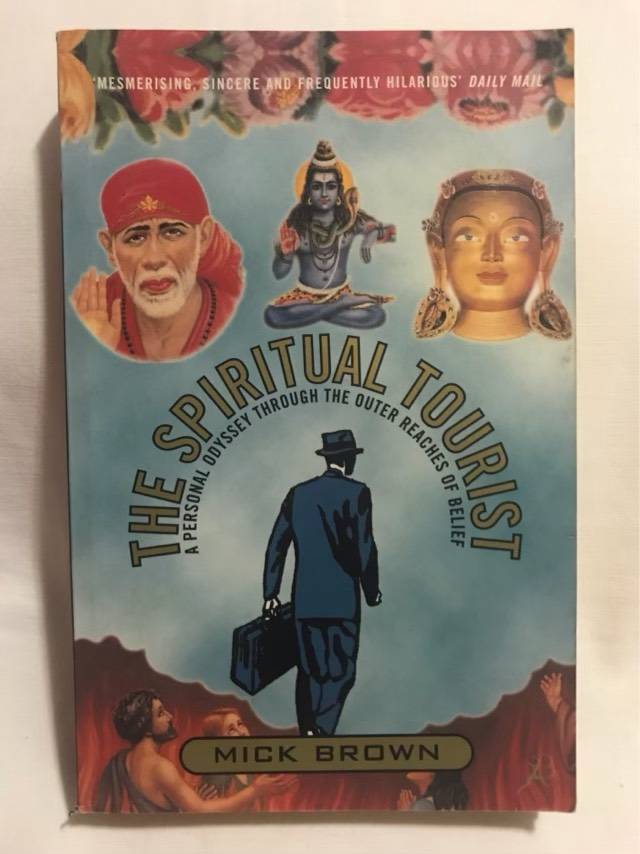 'MESMERISING, SINCERE AND FREQUENTLY HILARIOUS' DAILY MAIL
THE SPIRITUAL TOURIST
A PERSONAL ODYSSEY THROUGH THE OUTER REACHES OF BELIEF
MICK BROWN